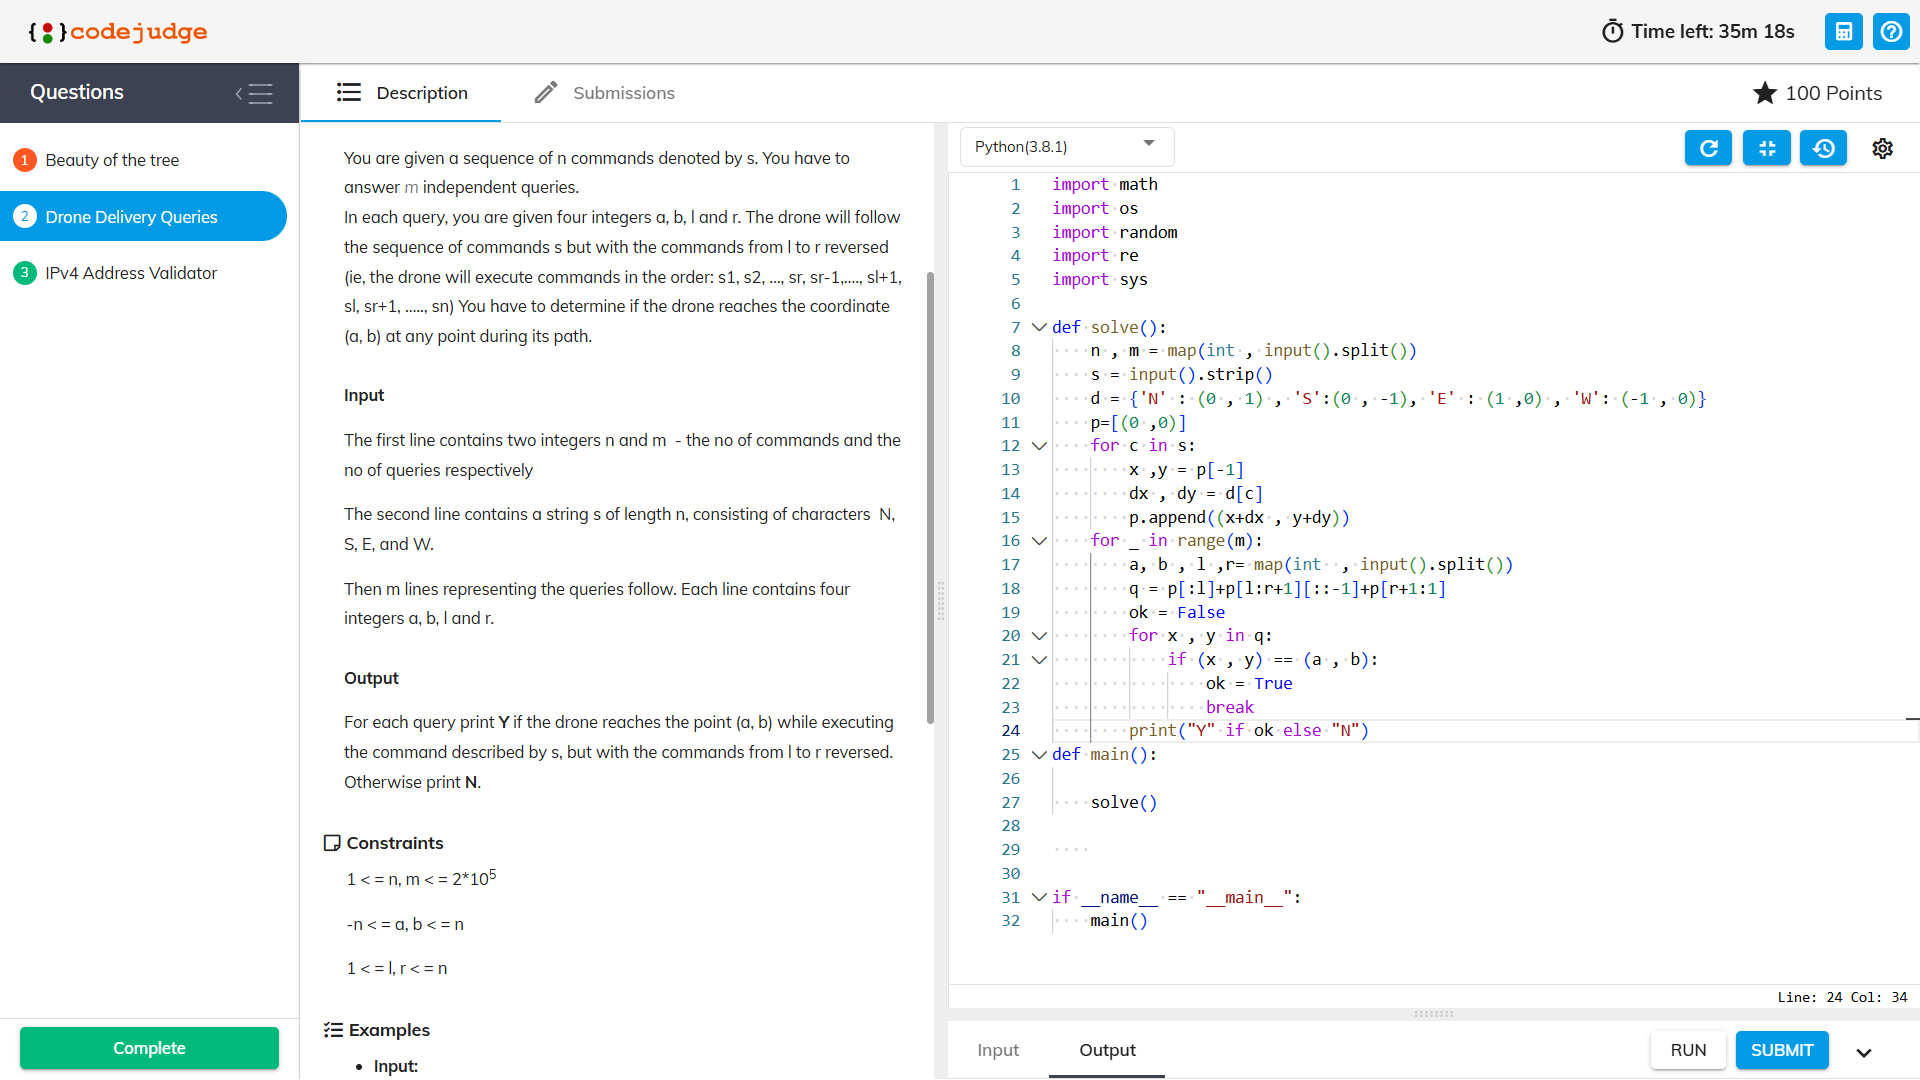 {:}codejudge
Time left: 35m 18s
Questions
Description
Submissions
100 Points
1 Beauty of the tree
2 Drone Delivery Queries
3 IPv4 Address Validator
Complete
You are given a sequence of n commands denoted by s. You have to
answer m independent queries.
In each query, you are given four integers a, b, l and r. The drone will follow
the sequence of commands s but with the commands from l to r reversed
(ie, the drone will execute commands in the order: s1, s2, ..., sr, sr-1,...., sl+1,
sl, sr+1, ....., sn) You have to determine if the drone reaches the coordinate
(a, b) at any point during its path.
Input
The first line contains two integers n and m - the no of commands and the
no of queries respectively
The second line contains a string s of length n, consisting of characters N,
S, E, and W.
Then m lines representing the queries follow. Each line contains four
integers a, b, l and r.
Output
For each query print Y if the drone reaches the point (a, b) while executing
the command described by s, but with the commands from l to r reversed.
Otherwise print N.
Constraints
1 < = n, m < = 2*10⁵
-n < = a, b < = n
1 < = l, r < = n
Examples
• Input:
Python(3.8.1)
1 import math
2 import os
3 import random
4 import re
5 import sys
6
7 def solve():
8     n , m = map(int , input().split())
9     s = input().strip()
10     d = {'N' : (0 , 1) , 'S':(0 , -1), 'E' : (1 ,0) , 'W': (-1 , 0)}
11     p=[(0 ,0)]
12     for c in s:
13         x ,y = p[-1]
14         dx , dy = d[c]
15         p.append((x+dx , y+dy))
16     for _ in range(m):
17         a, b , l ,r= map(int  , input().split())
18         q = p[:l]+p[l:r+1][::-1]+p[r+1:1]
19         ok = False
20         for x , y in q:
21             if (x , y) == (a , b):
22                 ok = True
23                 break
24         print("Y" if ok else "N")
25 def main():
26
27     solve()
28
29
30
31 if __name__ == "__main__":
32     main()
Line: 24 Col: 34
Input
Output
RUN
SUBMIT